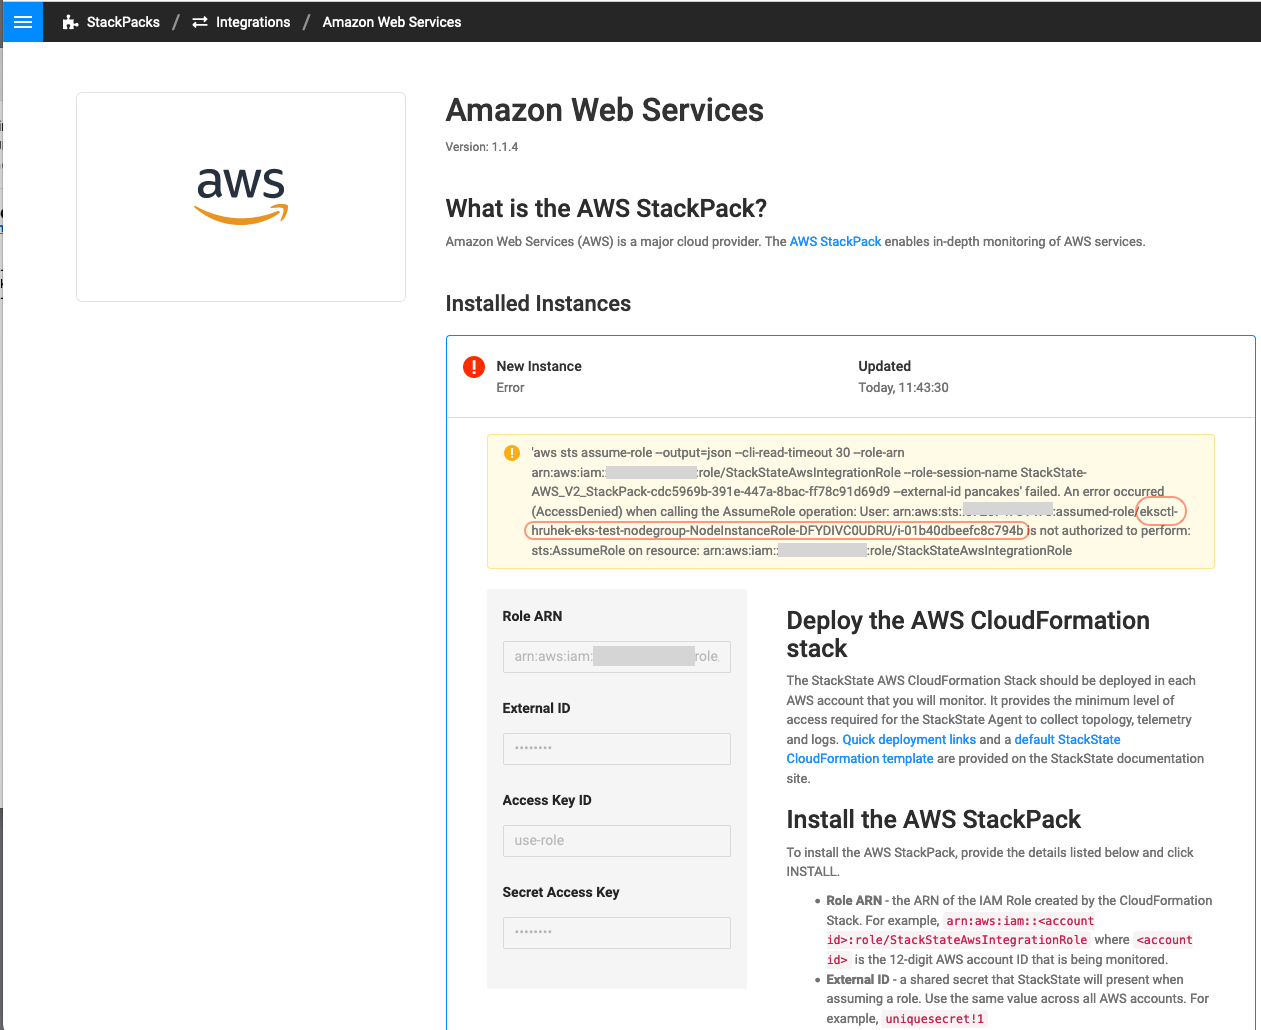 StackPacks / Integrations / Amazon Web Services
aws
Amazon Web Services
Version: 1.1.4
What is the AWS StackPack?
Amazon Web Services (AWS) is a major cloud provider. The AWS StackPack enables in-depth monitoring of AWS services.
Installed Instances
New Instance
Error
Updated
Today, 11:43:30
'aws sts assume-role --output=json --cli-read-timeout 30 --role-arn
arn:aws:iam: :role/StackStateAwsIntegrationRole --role-session-name StackState-
AWS_V2_StackPack-cdc5969b-391e-447a-8bac-ff78c91d69d9 --external-id pancakes' failed. An error occurred
(AccessDenied) when calling the AssumeRole operation: User: arn:aws:sts: :assumed-role/eksctl-
hruhek-eks-test-nodegroup-NodeInstanceRole-DFYDIVC0UDRU/i-01b40dbeefc8c794b is not authorized to perform:
sts:AssumeRole on resource: arn:aws:iam:: :role/StackStateAwsIntegrationRole
Role ARN
arn:aws:iam: role
External ID
••••••••
Access Key ID
use-role
Secret Access Key
••••••••
Deploy the AWS CloudFormation
stack
The StackState AWS CloudFormation Stack should be deployed in each
AWS account that you will monitor. It provides the minimum level of
access required for the StackState Agent to collect topology, telemetry
and logs. Quick deployment links and a default StackState
CloudFormation template are provided on the StackState documentation
site.
Install the AWS StackPack
To install the AWS StackPack, provide the details listed below and click
INSTALL.
• Role ARN - the ARN of the IAM Role created by the CloudFormation
Stack. For example, arn:aws:iam::<account
id>:role/StackStateAwsIntegrationRole where <account
id> is the 12-digit AWS account ID that is being monitored.
• External ID - a shared secret that StackState will present when
assuming a role. Use the same value across all AWS accounts. For
example, uniquesecret!1